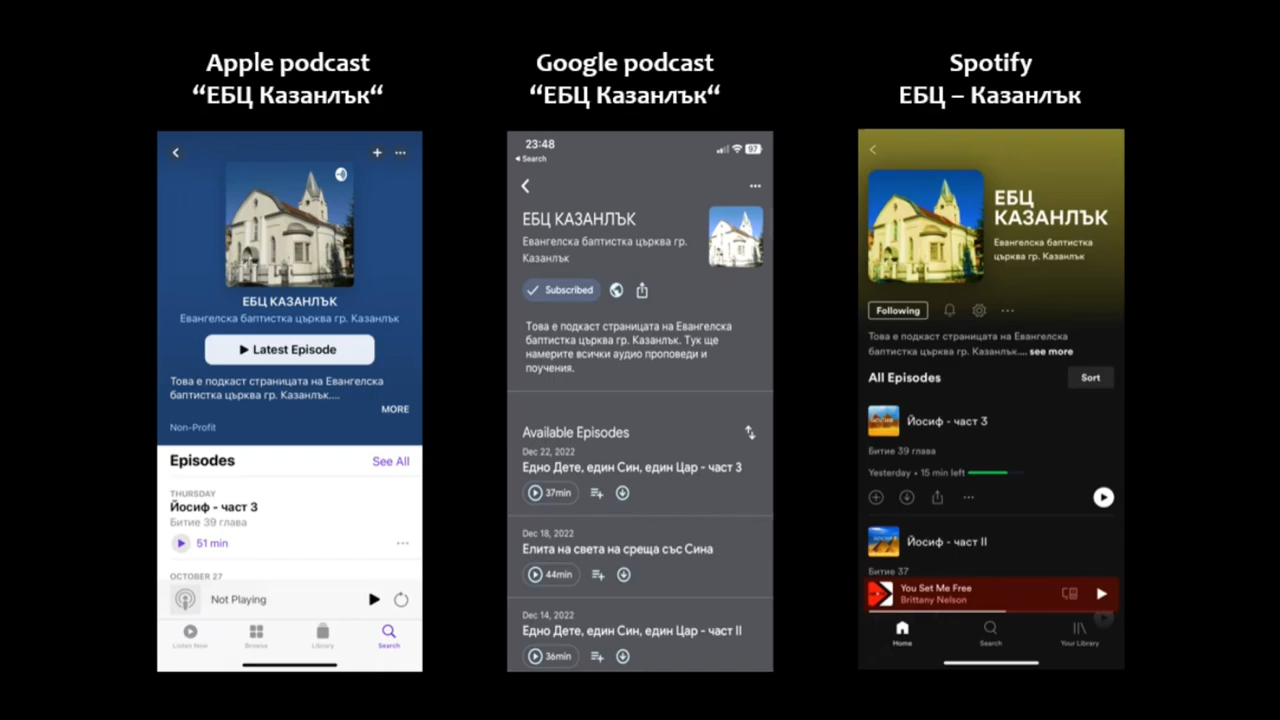 Apple podcast
“ЕБЦ Казанлък“
ЕБЦ КАЗАНЛЪК
Евангелска баптистка църква гр. Казанлък
Latest Episode
Това е подкаст страницата на Евангелска
баптистка църква гр. Казанлък....
MORE
Non-Profit
Episodes
See All
THURSDAY
Йосиф - част 3
Битие 39 глава
51 min
OCTOBER 27
Not Playing
Listen Now
Browse
Library
Search
Google podcast
“ЕБЦ Казанлък“
23:48
97
Search
ЕБЦ КАЗАНЛЪК
Евангелска баптистка църква гр.
Казанлък
Subscribed
Това е подкаст страницата на Евангелска
баптистка църква гр. Казанлък. Тук ще
намерите всички аудио проповеди и
поучения.
Available Episodes
Dec 22, 2022
Едно Дете, един Син, един Цар - част 3
37min
Dec 18, 2022
Елита на света на среща със Сина
44min
Dec 14, 2022
Едно Дете, един Син, един Цар - част II
36min
Spotify
ЕБЦ – Казанлък
ЕБЦ
КАЗАНЛЪК
Евангелска баптистка
църква гр. Казанлък
Following
Това е подкаст страницата на Евангелска
баптистка църква гр. Казанлък.... see more
All Episodes
Sort
Йосиф - част 3
Битие 39 глава
Yesterday • 15 min left
Йосиф - част II
Битие 37
You Set Me Free
Brittany Nelson
Home
Search
Your Library